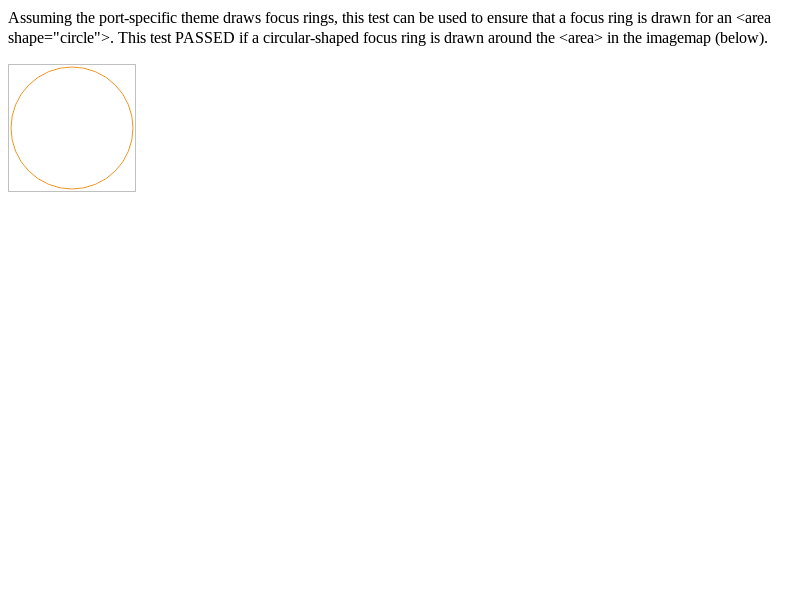 Assuming the port-specific theme draws focus rings, this test can be used to ensure that a focus ring is drawn for an <area
shape="circle">. This test PASSED if a circular-shaped focus ring is drawn around the <area> in the imagemap (below).